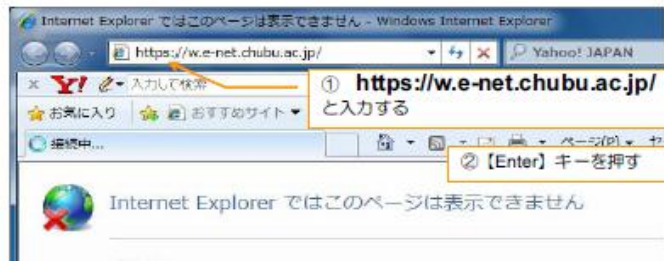 Internet Explorer ではこのページは表示できません - Windows Internet Explorer
https://w.e-net.chubu.ac.jp/
Yahoo! JAPAN
× Y! 入力して検索
① https://w.e-net.chubu.ac.jp/
と入力する
お気に入り おすすめサイト ▼
接続中...
ページ(P) ▼
②【Enter】キーを押す
Internet Explorer ではこのページは表示できません